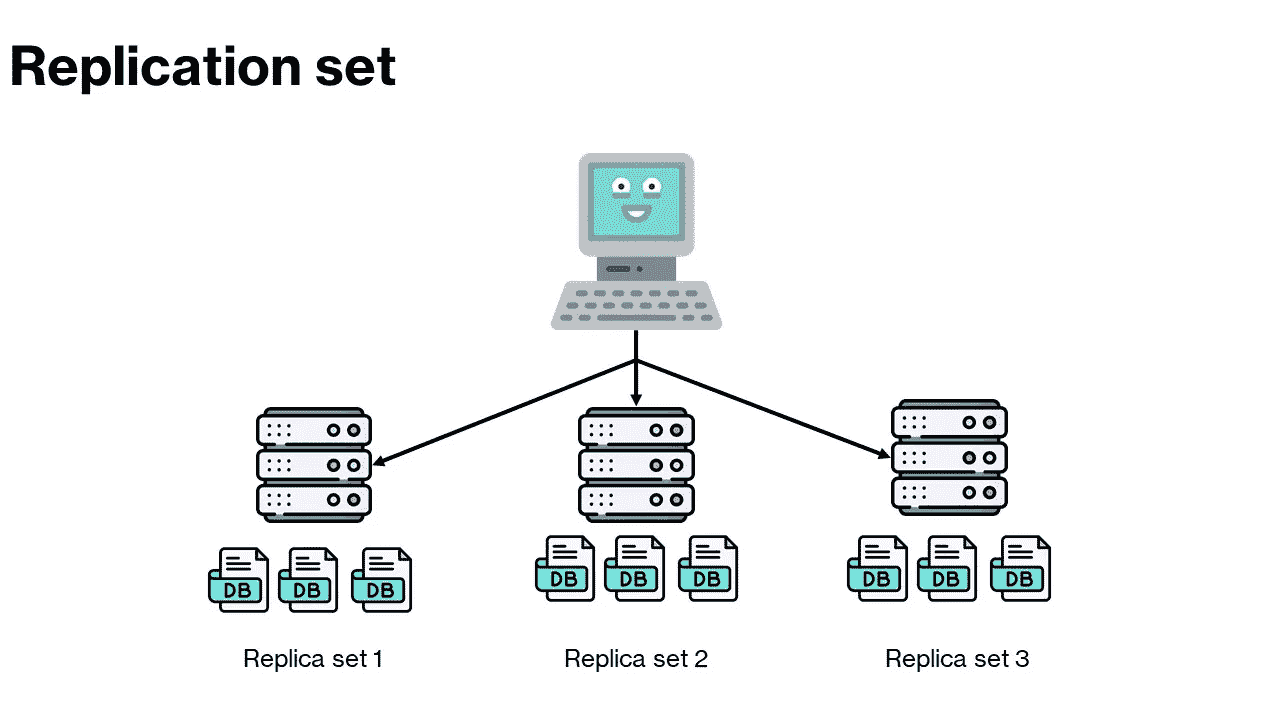 Replication set
DB DB DB
DB DB DB
DB DB DB
Replica set 1
Replica set 2
Replica set 3